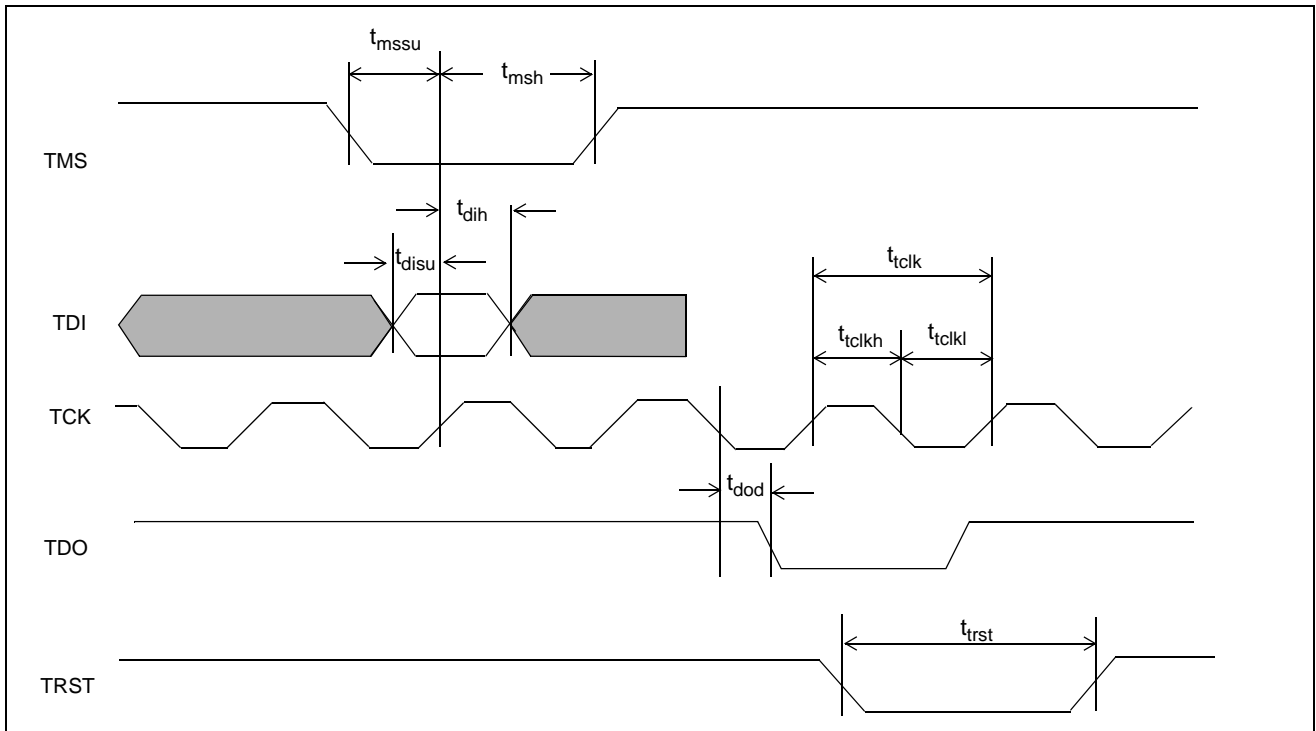 tmssu
tmsh
TMS
tdih
tdisu
ttclk
TDI
ttclkh
ttclkl
TCK
tdod
TDO
ttrst
TRST